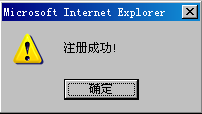 Microsoft Internet Explorer
注册成功!
确定